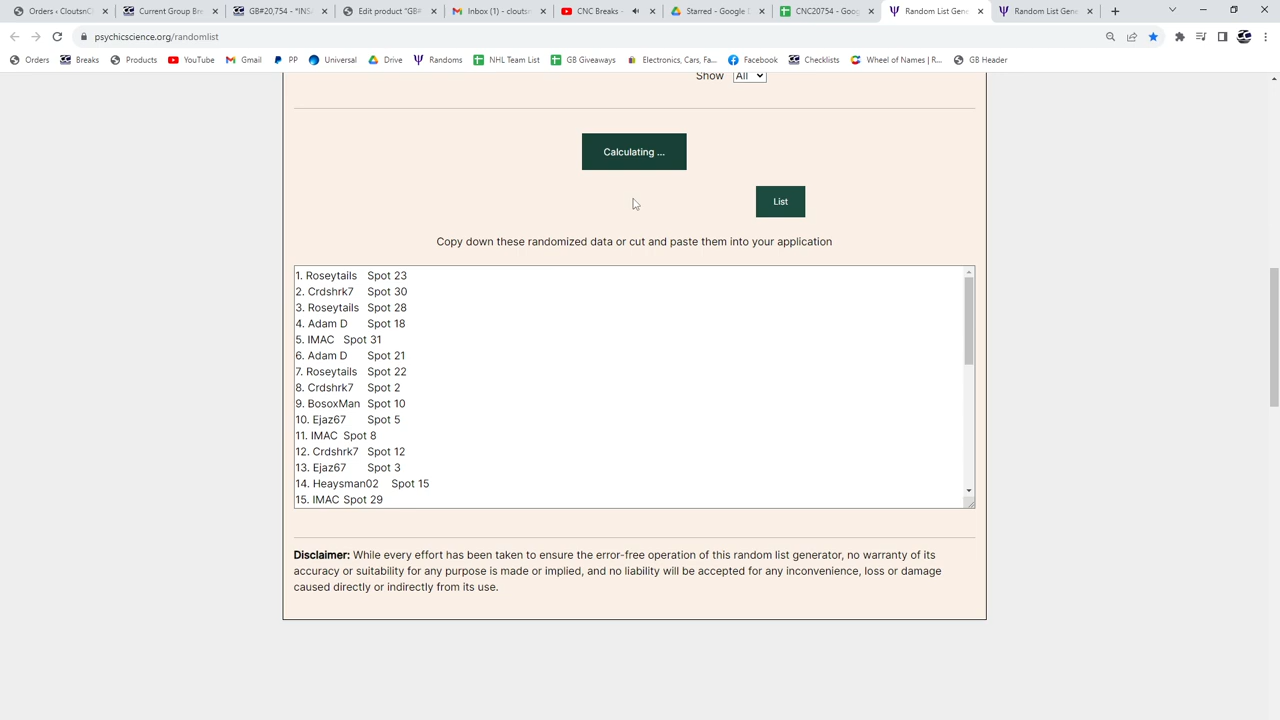 Orders < CloutsnC
Current Group Bre
GB#20,754 - "INSA
Edit product "GB#
Inbox (1) - cloutsn
CNC Breaks -
Starred - Google D
CNC20754 - Goog
Random List Gener
Random List Gene
psychicscience.org/randomlist
Orders
Breaks
Products
YouTube
Gmail
PP
Universal
Drive
Randoms
NHL Team List
GB Giveaways
Electronics, Cars, Fa...
Facebook
Checklists
Wheel of Names | R...
GB Header
Show All
Calculating ...
List
Copy down these randomized data or cut and paste them into your application
1. Roseytails Spot 23
2. Crdshrk7 Spot 30
3. Roseytails Spot 28
4. Adam D Spot 18
5. IMAC Spot 31
6. Adam D Spot 21
7. Roseytails Spot 22
8. Crdshrk7 Spot 2
9. BosoxMan Spot 10
10. Ejaz67 Spot 5
11. IMAC Spot 8
12. Crdshrk7 Spot 12
13. Ejaz67 Spot 3
14. Heaysman02 Spot 15
15. IMAC Spot 29
Disclaimer: While every effort has been taken to ensure the error-free operation of this random list generator, no warranty of its
accuracy or suitability for any purpose is made or implied, and no liability will be accepted for any inconvenience, loss or damage
caused directly or indirectly from its use.